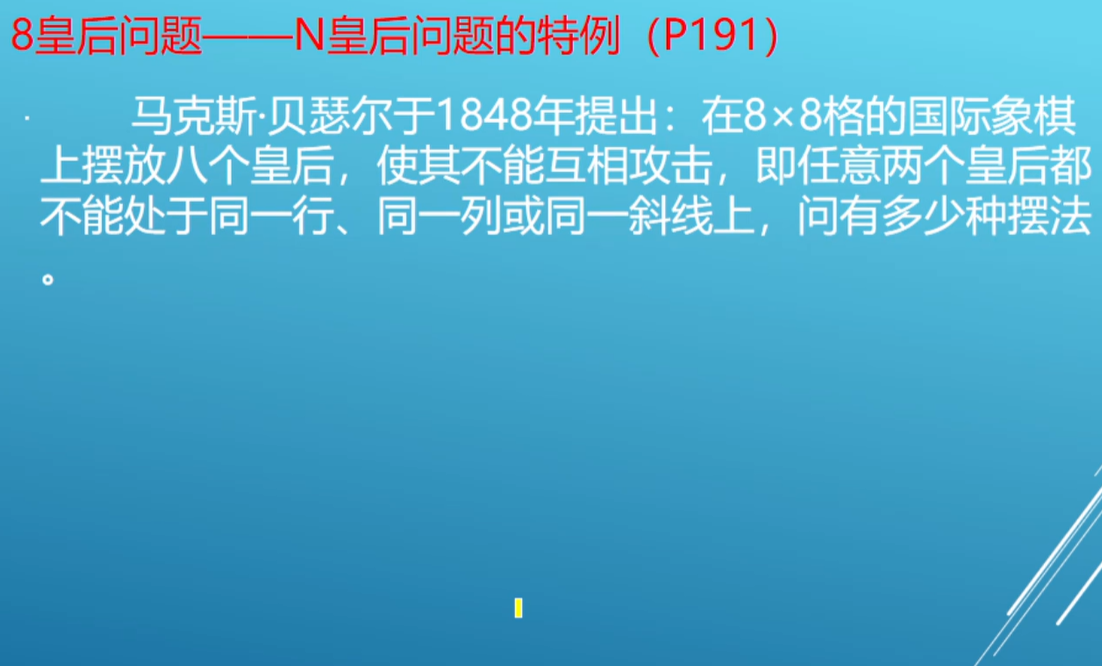 8皇后问题——N皇后问题的特例（P191）
· 马克斯·贝瑟尔于1848年提出：在8×8格的国际象棋
上摆放八个皇后，使其不能互相攻击，即任意两个皇后都
不能处于同一行、同一列或同一斜线上，问有多少种摆法
。